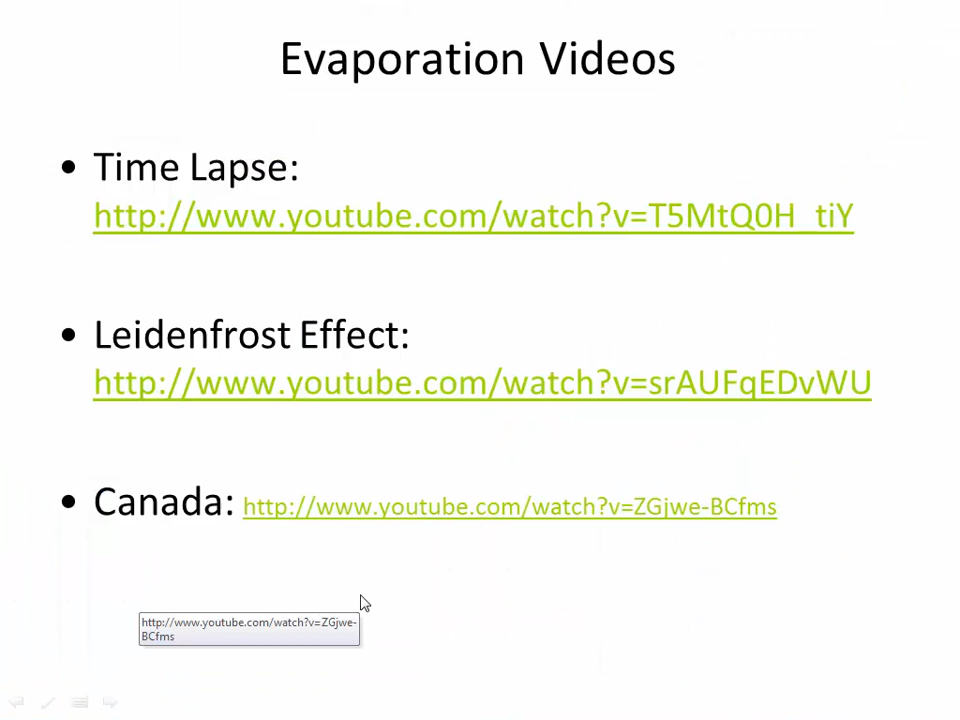 Evaporation Videos
• Time Lapse:
http://www.youtube.com/watch?v=T5MtQ0H_tiY
• Leidenfrost Effect:
http://www.youtube.com/watch?v=srAUFqEDvWU
• Canada: http://www.youtube.com/watch?v=ZGjwe-BCfms
http://www.youtube.com/watch?v=ZGjwe-
BCfms